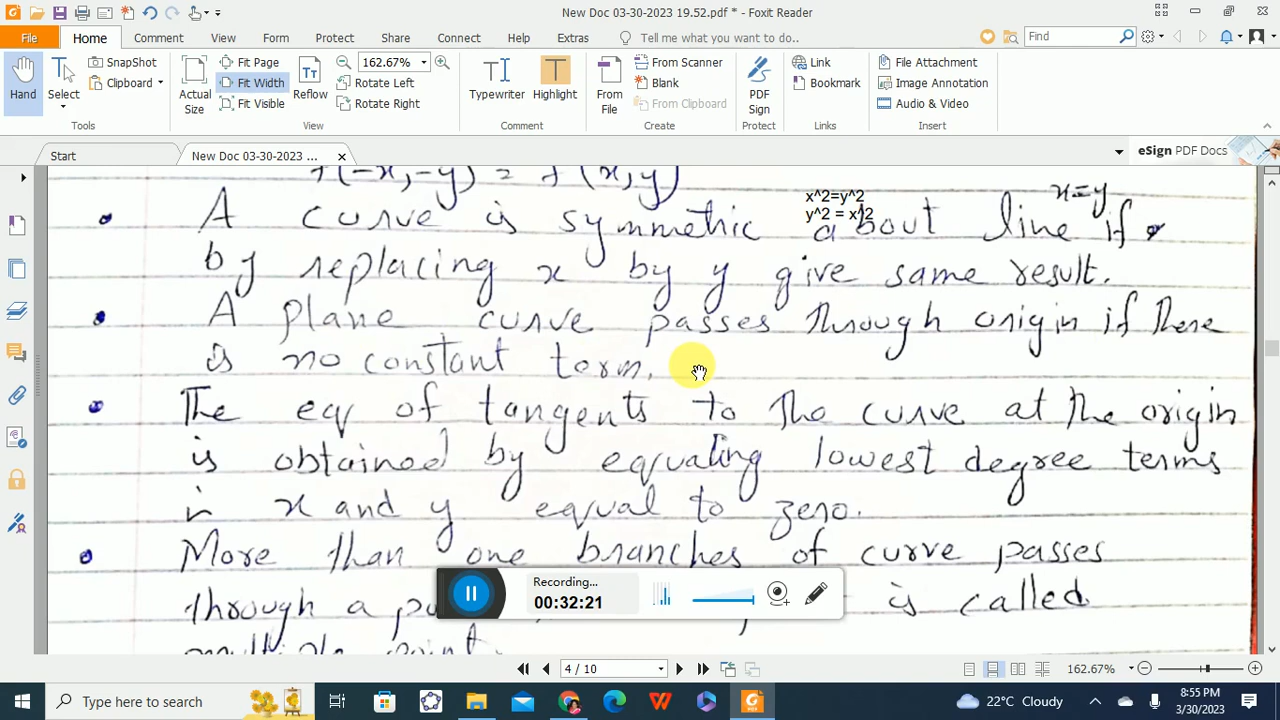 New Doc 03-30-2023 19.52.pdf * - Foxit Reader
File Home Comment View Form Protect Share Connect Help Extras Tell me what you want to do... Find
Hand Select SnapShot Clipboard Actual Size Fit Page Fit Width Fit Visible Reflow 162.67% Rotate Left Rotate Right Typewriter Highlight From File From Scanner Blank From Clipboard PDF Sign Link Bookmark File Attachment Image Annotation Audio & Video
Tools View Comment Create Protect Links Insert
Start New Doc 03-30-2023 ... eSign PDF Docs
f(-x,-y) = f(x,y)
x^2=y^2
y^2 = x^2
x=y
• A curve is symmetric about line if
by replacing x by y give same result.
• A plane curve passes through origin if there
is no constant term.
• The eq of tangents to the curve at the origin
is obtained by equating lowest degree terms
in x and y equal to zero.
• More than one branches of curve passes
through a is called
point.
Recording...
00:32:21
4 / 10 162.67%
Type here to search 22°C Cloudy 8:55 PM
3/30/2023